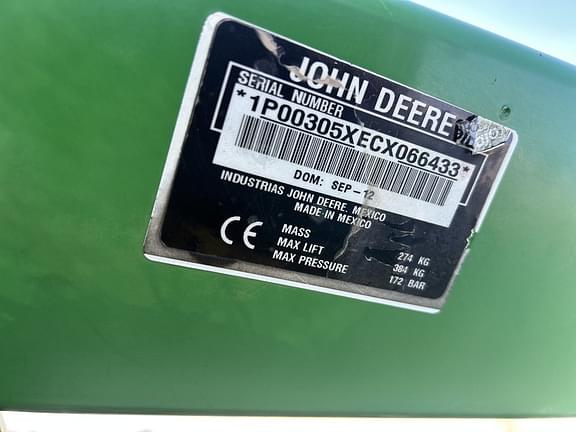 JOHN DEERE
SERIAL NUMBER
*1P00305XECX066433*
DOM: SEP-12
INDUSTRIAS JOHN DEERE, MEXICO
MADE IN MEXICO
CE
MASS 274 KG
MAX LIFT 384 KG
MAX PRESSURE 172 BAR